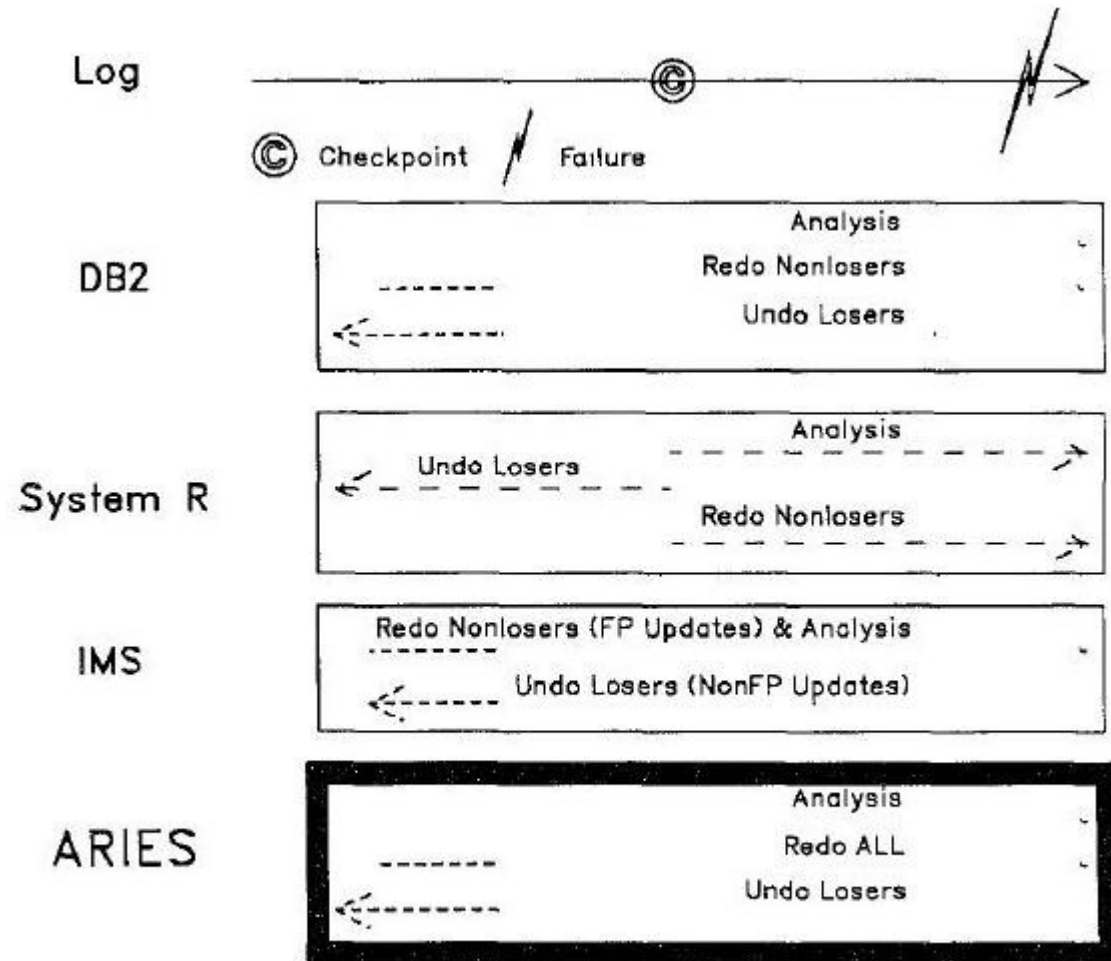 Log
© Checkpoint Failure
DB2
Analysis
Redo Nonlosers
Undo Losers
System R
Analysis
Undo Losers
Redo Nonlosers
IMS
Redo Nonlosers (FP Updates) & Analysis
Undo Losers (NonFP Updates)
ARIES
Analysis
Redo ALL
Undo Losers